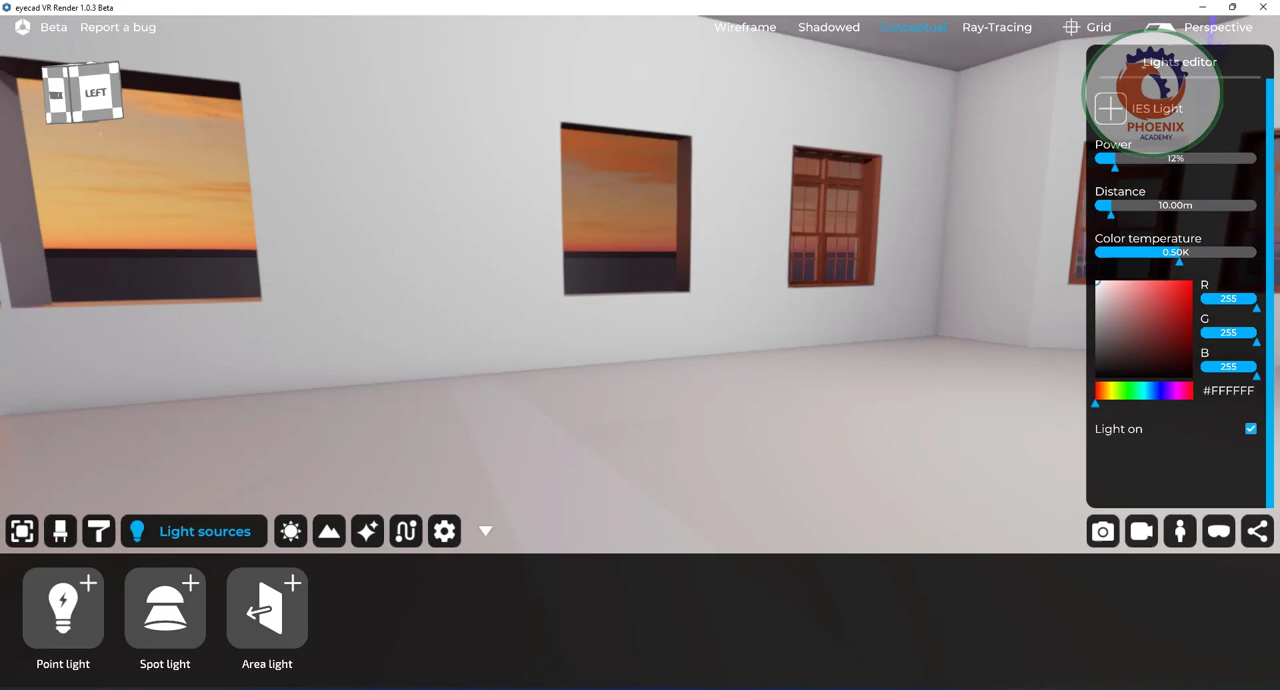 eyecad VR Render 1.0.3 Beta
Beta Report a bug
Wireframe Shadowed Conceptual Ray-Tracing Grid Perspective
LEFT
Lights editor
IES Light
PHOENIX
ACADEMY
Power
12%
Distance
10.00m
Color temperature
0.50K
R
255
G
255
B
255
#FFFFFF
Light on
Light sources
Point light
Spot light
Area light